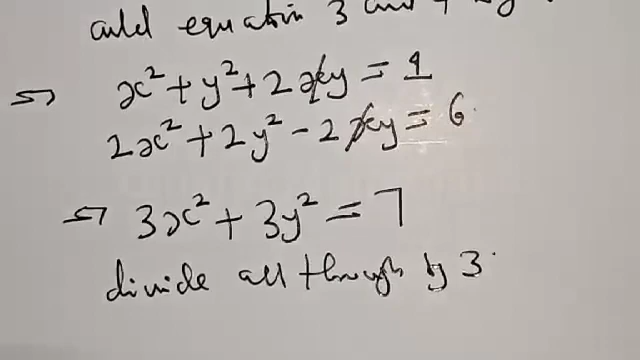 add equation 3 and 4
=> x² + y² + 2xy = 1
2x² + 2y² - 2xy = 6
=> 3x² + 3y² = 7
divide all through by 3